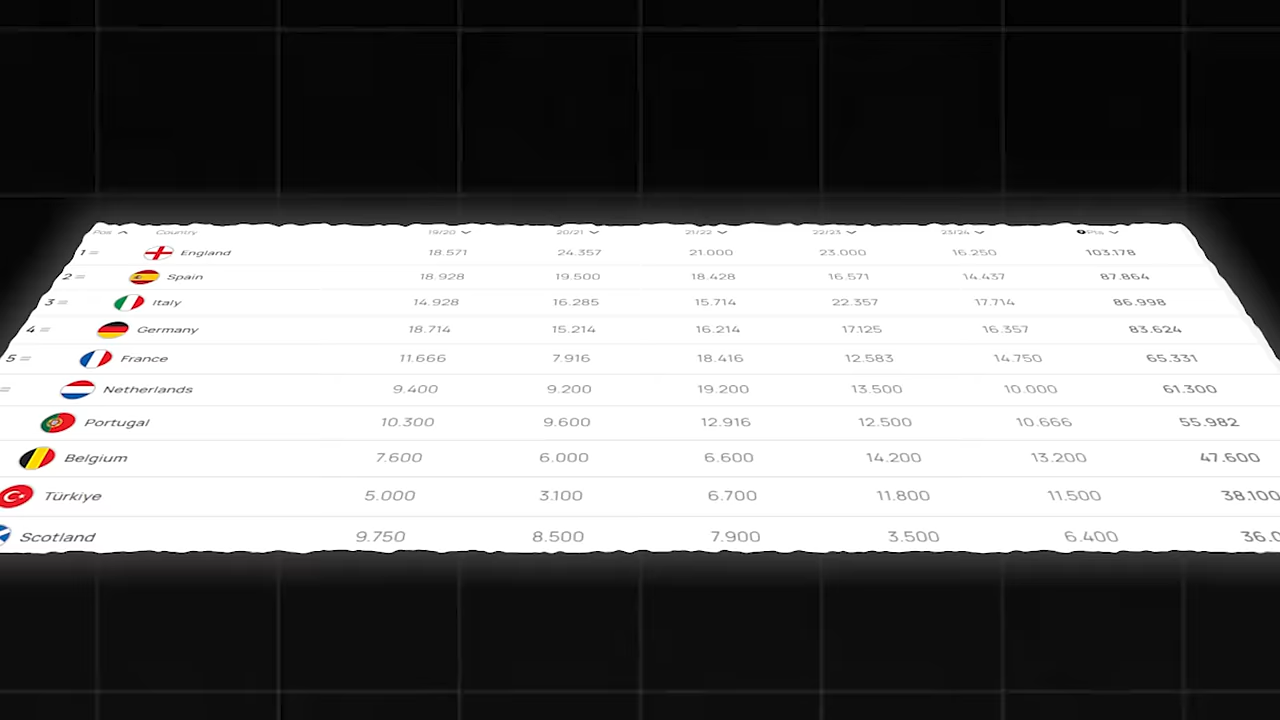 Pos Country 19/20 20/21 21/22 22/23 23/24 Pts
1 = England 18.571 24.357 21.000 23.000 16.250 103.178
2 = Spain 18.928 19.500 18.428 16.571 14.437 87.864
3 = Italy 14.928 16.285 15.714 22.357 17.714 86.998
4 = Germany 18.714 15.214 16.214 17.125 16.357 83.624
5 = France 11.666 7.916 18.416 12.583 14.750 65.331
= Netherlands 9.400 9.200 19.200 13.500 10.000 61.300
Portugal 10.300 9.600 12.916 12.500 10.666 55.982
Belgium 7.600 6.000 6.600 14.200 13.200 47.600
Türkiye 5.000 3.100 6.700 11.800 11.500 38.100
Scotland 9.750 8.500 7.900 3.500 6.400 36.0